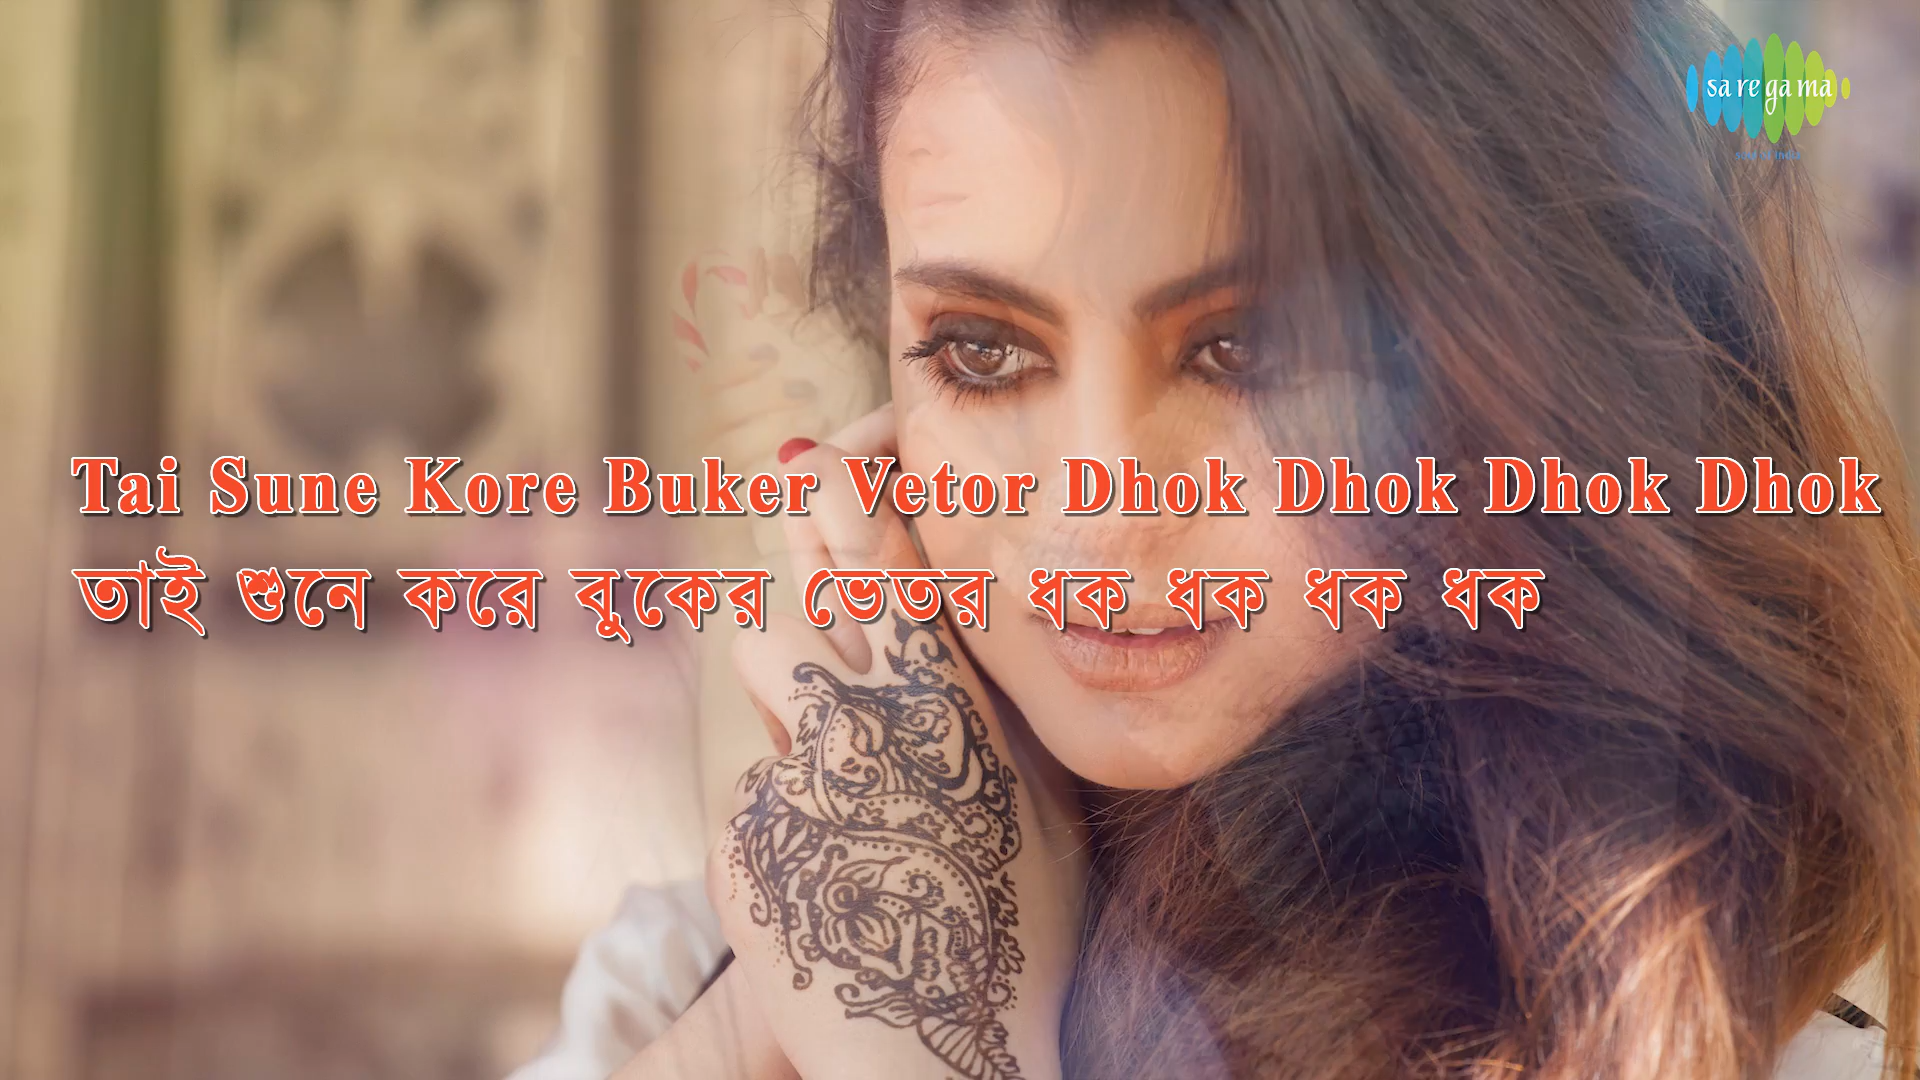 sa re ga ma
Tai Sune Kore Buker Vetor Dhok Dhok Dhok Dhok
তাই শুনে করে বুকের ভেতর ধক ধক ধক ধক